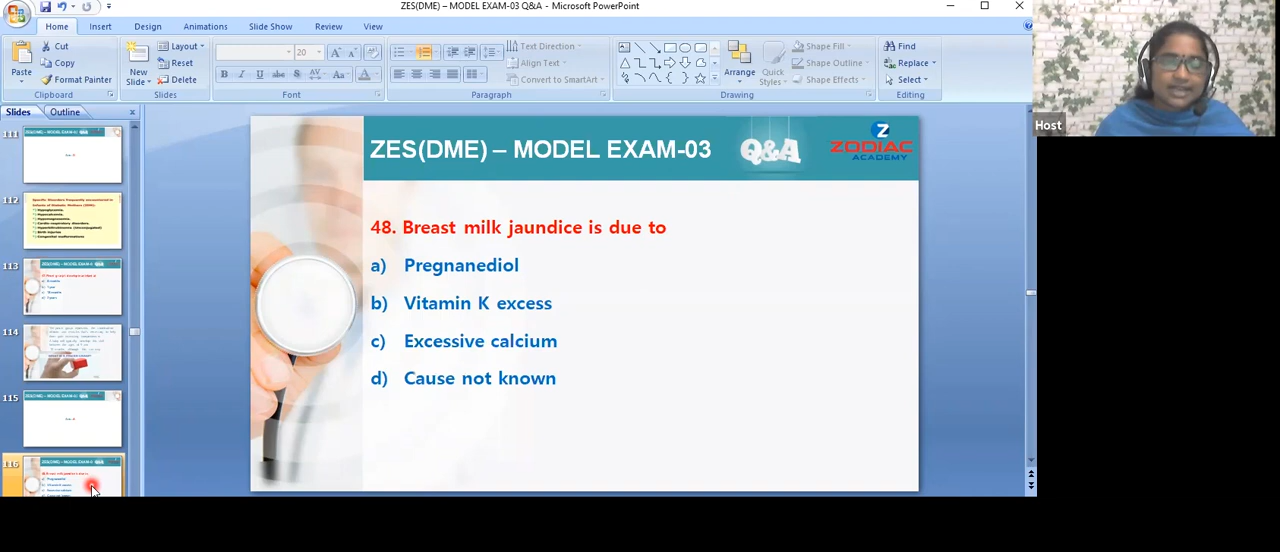 ZES(DME) – MODEL EXAM-03 Q&A - Microsoft PowerPoint
Home Insert Design Animations Slide Show Review View
Cut Layout 20 Text Direction Shape Fill Find
Copy Reset Align Text Shape Outline Replace
Paste Format Painter New Slide Delete Convert to SmartArt Arrange Quick Styles Shape Effects Select
Clipboard Slides Font Paragraph Drawing Editing
Slides Outline
Host
111
112
113
114
115
116
ZES(DME) – MODEL EXAM-03 Q&A
ZODIAC
ACADEMY
48. Breast milk jaundice is due to
a) Pregnanediol
b) Vitamin K excess
c) Excessive calcium
d) Cause not known